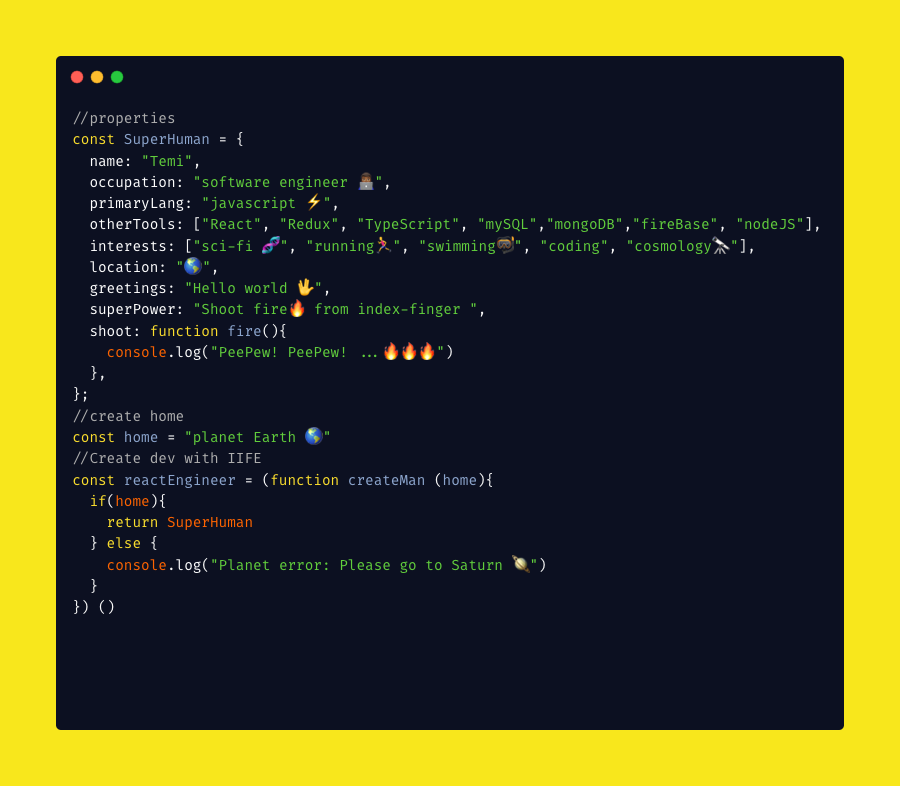 //properties
const SuperHuman = {
  name: "Temi",
  occupation: "software engineer 👨🏾‍💻",
  primaryLang: "javascript ⚡",
  otherTools: ["React", "Redux", "TypeScript", "mySQL","mongoDB","fireBase", "nodeJS"],
  interests: ["sci-fi 🧬", "running🏃🏾", "swimming🤿", "coding", "cosmology🔭"],
  location: "🌎",
  greetings: "Hello world 🖖",
  superPower: "Shoot fire🔥 from index-finger ",
  shoot: function fire(){
    console.log("PeePew! PeePew! ...🔥🔥🔥")
  },
};
//create home
const home = "planet Earth 🌎"
//Create dev with IIFE
const reactEngineer = (function createMan (home){
  if(home){
    return SuperHuman
  } else {
    console.log("Planet error: Please go to Saturn 🪐")
  }
}) ()